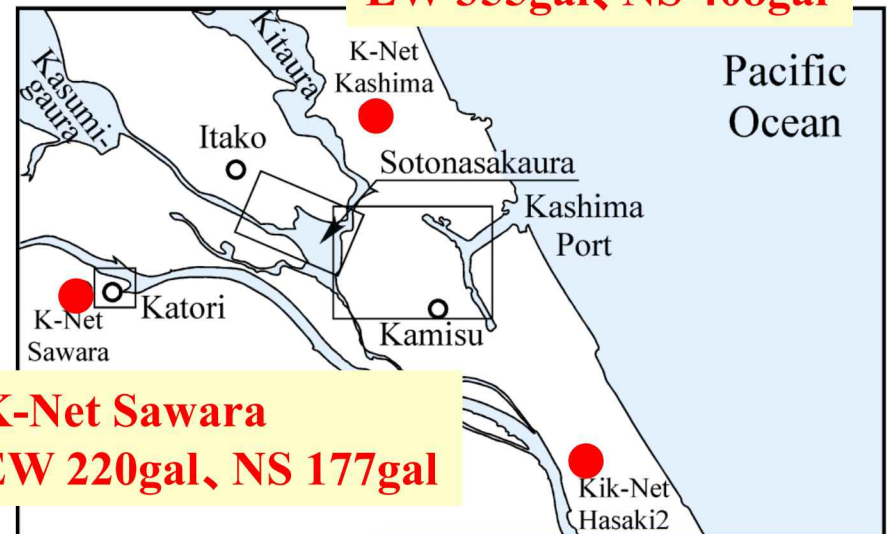 Kitaura
K-Net
Kashima
Pacific
Ocean
Kasumi-
gaura
Itako
Sotonasakaura
Kashima
Port
K-Net
Sawara
Katori
Kamisu
K-Net Sawara
EW 220gal、NS 177gal
Kik-Net
Hasaki2